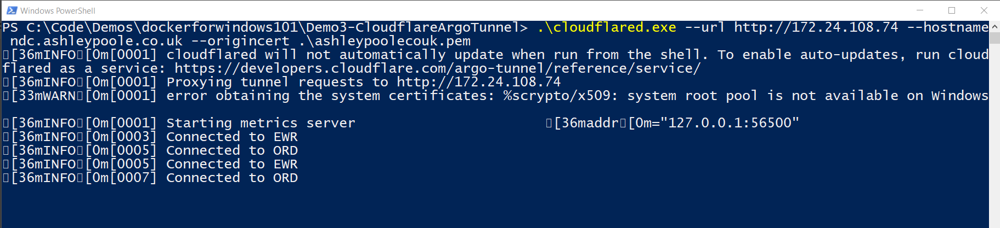 Windows PowerShell
PS C:\Code\Demos\dockerforwindows101\Demo3-CloudflareArgoTunnel> .\cloudflared.exe --url http://172.24.108.74 --hostname
ndc.ashleypoole.co.uk --origincert .\ashleypoolecouk.pem
▯[36mINFO▯[0m[0001] cloudflared will not automatically update when run from the shell. To enable auto-updates, run cloud
flared as a service: https://developers.cloudflare.com/argo-tunnel/reference/service/
▯[36mINFO▯[0m[0001] Proxying tunnel requests to http://172.24.108.74
▯[33mWARN▯[0m[0001] error obtaining the system certificates: %scrypto/x509: system root pool is not available on Windows
▯[36mINFO▯[0m[0001] Starting metrics server                       ▯[36maddr▯[0m="127.0.0.1:56500"
▯[36mINFO▯[0m[0003] Connected to EWR
▯[36mINFO▯[0m[0005] Connected to ORD
▯[36mINFO▯[0m[0005] Connected to EWR
▯[36mINFO▯[0m[0007] Connected to ORD